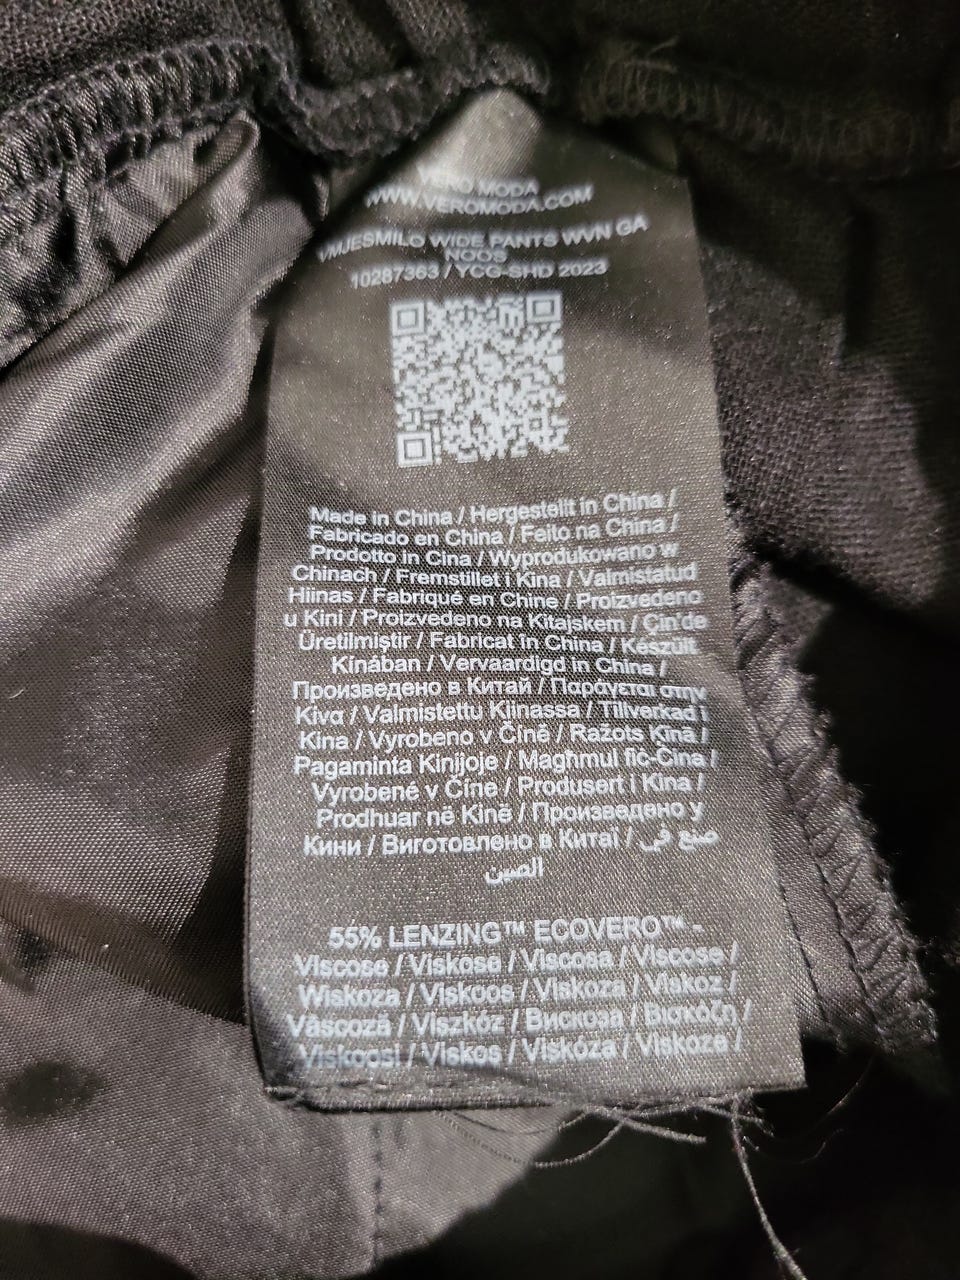 VERO MODA
WWW.VEROMODA.COM
VMJESMILO WIDE PANTS WVN GA
NOOS
10287363 / YCG-SHD 2023
Made in China / Hergestellt in China /
Fabricado en China / Feito na China /
Prodotto in Cina / Wyprodukowano w
Chinach / Fremstillet i Kina / Valmistatud
Hiinas / Fabriqué en Chine / Proizvedeno
u Kini / Proizvedeno na Kitajskem / Çin'de
Üretilmiştir / Fabricat în China / Készült
Kínában / Vervaardigd in China /
Произведено в Китай / Παράγεται στην
Κίνα / Valmistettu Kiinassa / Tillverkad i
Kina / Vyrobeno v Číně / Ražots Ķīnā /
Pagaminta Kinijoje / Magħmul fiċ-Ċina /
Vyrobené v Číne / Produsert i Kina /
Prodhuar në Kinë / Произведено у
Кини / Виготовлено в Китаї / صنع في
الصين
55% LENZING™ ECOVERO™ -
Viscose / Viskose / Viscosa / Viscose /
Wiskoza / Viskoos / Viskoza / Viskoz /
Vâscoză / Viszkóz / Вискоза / Βισκόζη /
Viskoosi / Viskos / Viskóza / Viskoze /